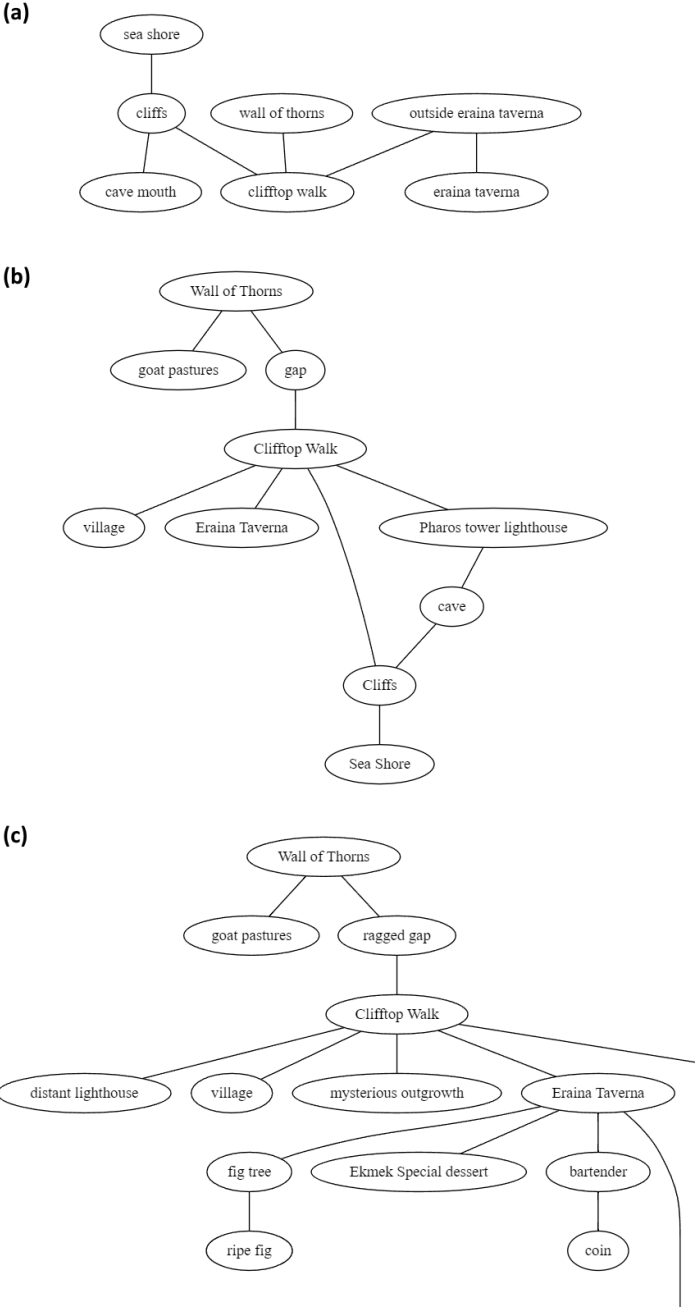 (a)
sea shore
cliffs
wall of thorns
outside eraina taverna
cave mouth
clifftop walk
eraina taverna
(b)
Wall of Thorns
goat pastures
gap
Clifftop Walk
village
Eraina Taverna
Pharos tower lighthouse
cave
Cliffs
Sea Shore
(c)
Wall of Thorns
goat pastures
ragged gap
Clifftop Walk
distant lighthouse
village
mysterious outgrowth
Eraina Taverna
fig tree
Ekmek Special dessert
bartender
ripe fig
coin